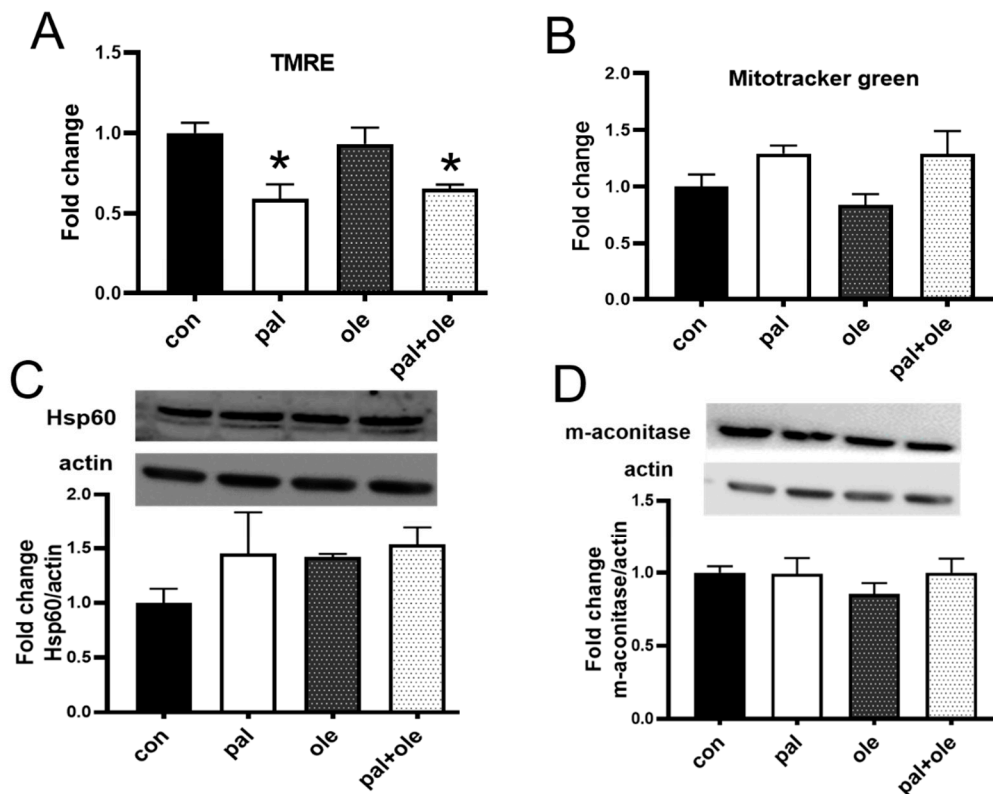 A
TMRE
Fold change
1.5
1.0
0.5
0.0
con
pal
ole
pal+ole
*
*
B
Mitotracker green
Fold change
2.0
1.5
1.0
0.5
0.0
con
pal
ole
pal+ole
C
Hsp60
actin
Fold change
Hsp60/actin
2.0
1.5
1.0
0.5
0.0
con
pal
ole
pal+ole
D
m-aconitase
actin
Fold change
m-aconitase/actin
1.5
1.0
0.5
0.0
con
pal
ole
pal+ole